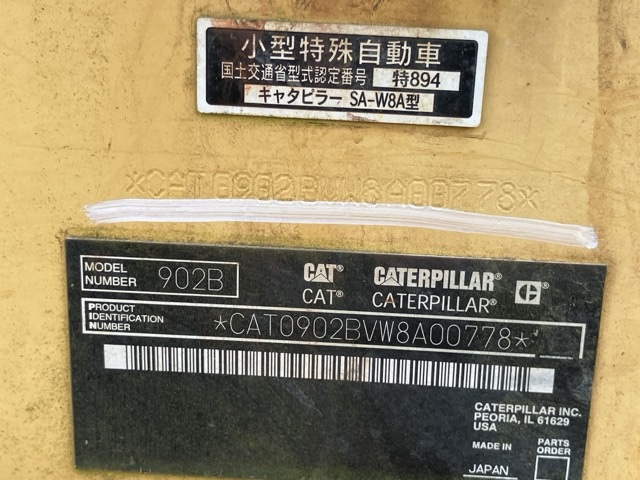 小型特殊自動車
国土交通省型式認定番号 特894
キャタピラー SA-W8A型
*CAT0902BVW8A00778*
MODEL NUMBER 902B
CAT® CATERPILLAR®
CAT® CATERPILLAR®
PRODUCT IDENTIFICATION NUMBER *CAT0902BVW8A00778*
CATERPILLAR INC.
PEORIA, IL 61629
USA
MADE IN
JAPAN
PARTS ORDER